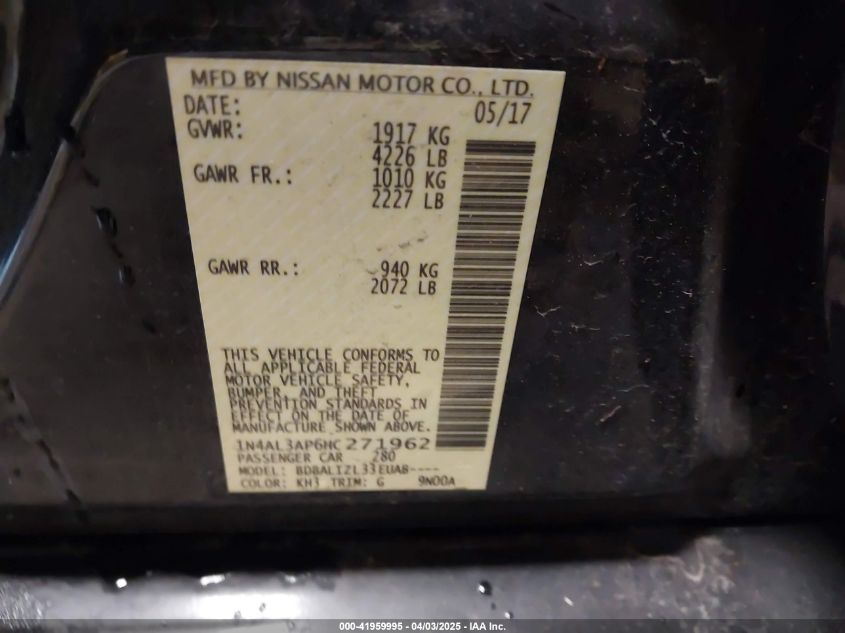 MFD BY NISSAN MOTOR CO., LTD.
DATE: 05/17
GVWR: 1917 KG
4226 LB
GAWR FR.: 1010 KG
2227 LB
GAWR RR.: 940 KG
2072 LB
THIS VEHICLE CONFORMS TO
ALL APPLICABLE FEDERAL
MOTOR VEHICLE SAFETY,
BUMPER, AND THEFT
PREVENTION STANDARDS IN
EFFECT ON THE DATE OF
MANUFACTURE SHOWN ABOVE.
1N4AL3AP6HC271962
PASSENGER CAR 280
MODEL: BDBALIZL33EUA8----
COLOR: KH3 TRIM: G 9N00A
000-41959995 - 04/03/2025 - IAA Inc.